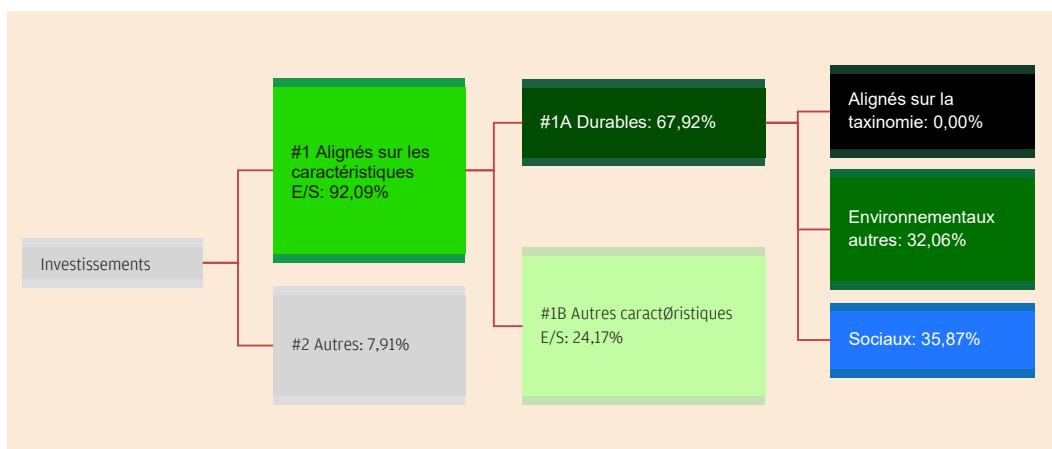 Investissements
#1 Alignés sur les
caractéristiques
E/S: 92,09%
#2 Autres: 7,91%
#1A Durables: 67,92%
#1B Autres caractØristiques
E/S: 24,17%
Alignés sur la
taxinomie: 0,00%
Environnementaux
autres: 32,06%
Sociaux: 35,87%